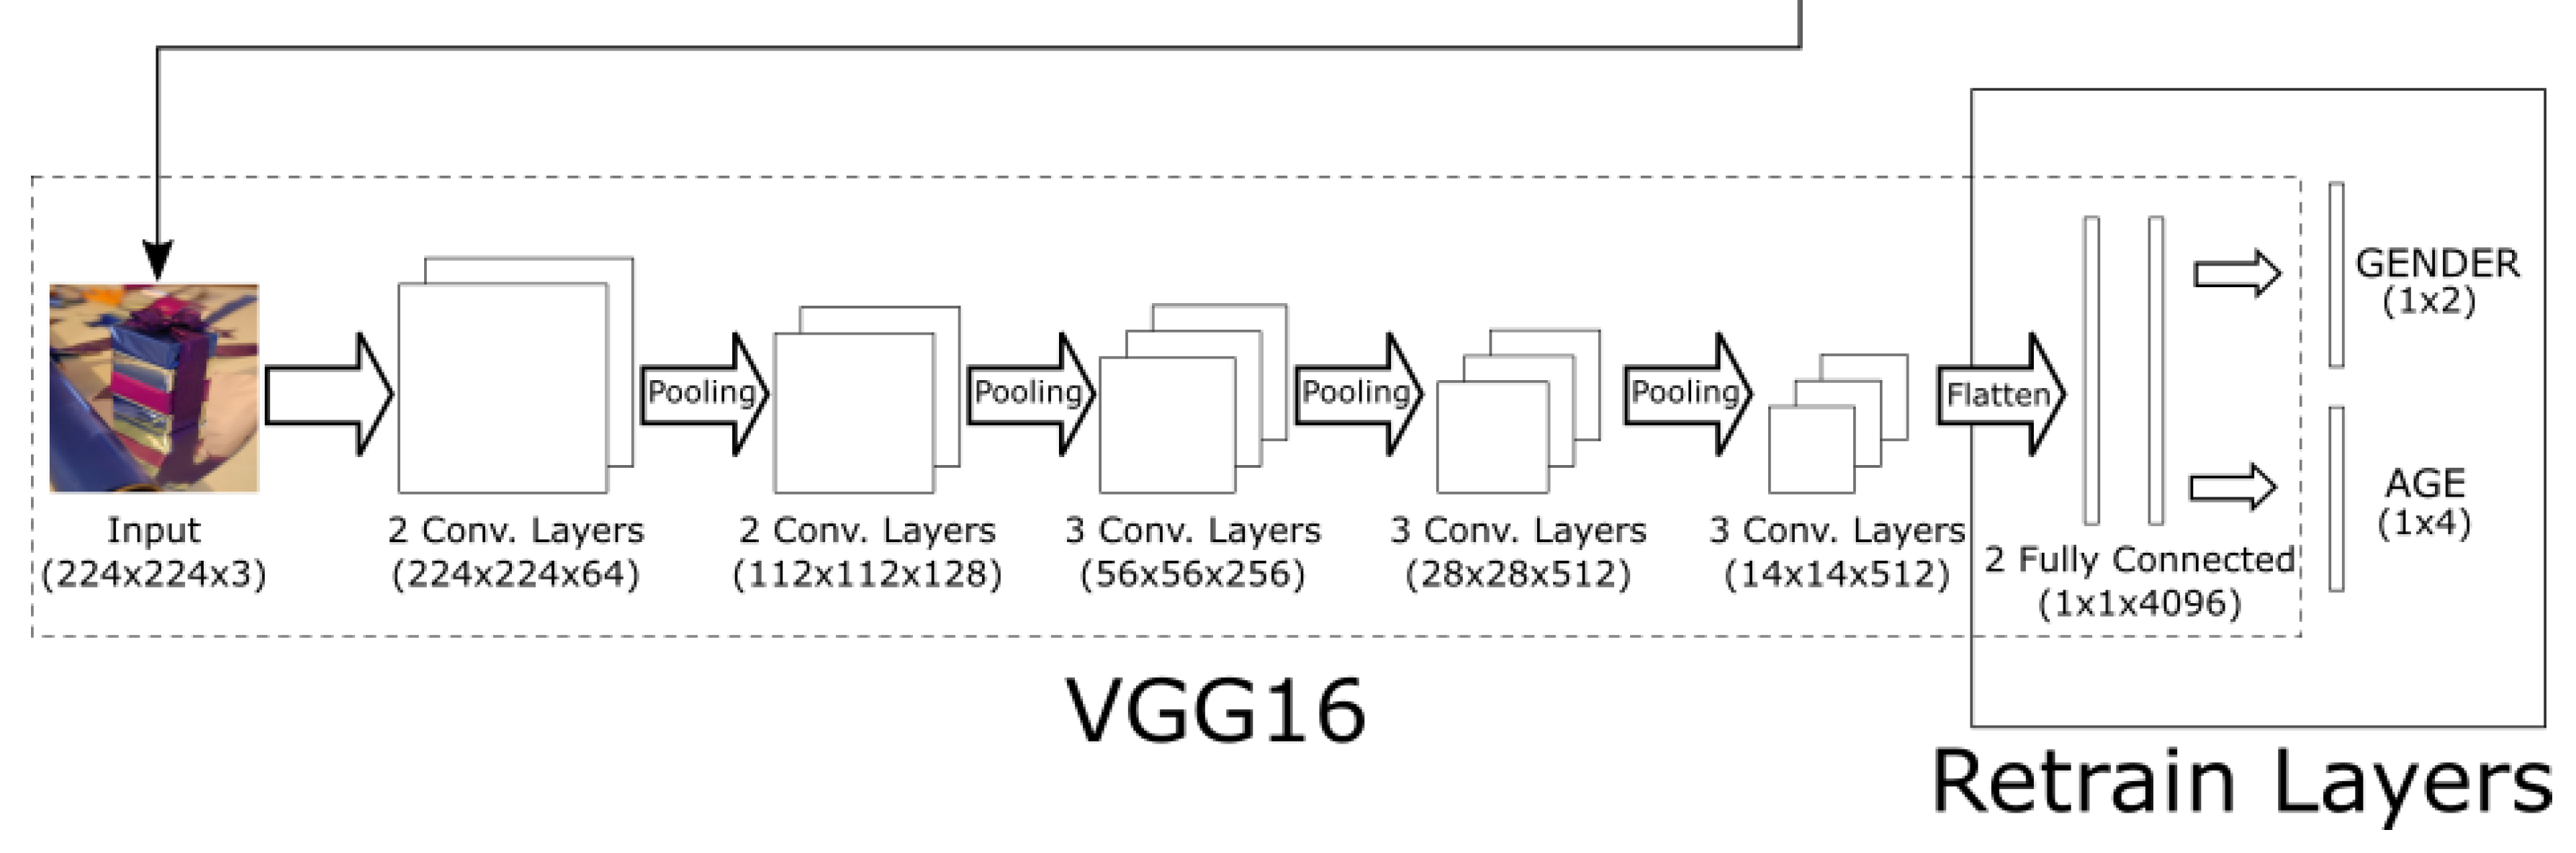 Input
(224x224x3)
2 Conv. Layers
(224x224x64)
Pooling
2 Conv. Layers
(112x112x128)
Pooling
3 Conv. Layers
(56x56x256)
Pooling
3 Conv. Layers
(28x28x512)
Pooling
3 Conv. Layers
(14x14x512)
Flatten
2 Fully Connected
(1x1x4096)
GENDER
(1x2)
AGE
(1x4)
VGG16
Retrain Layers